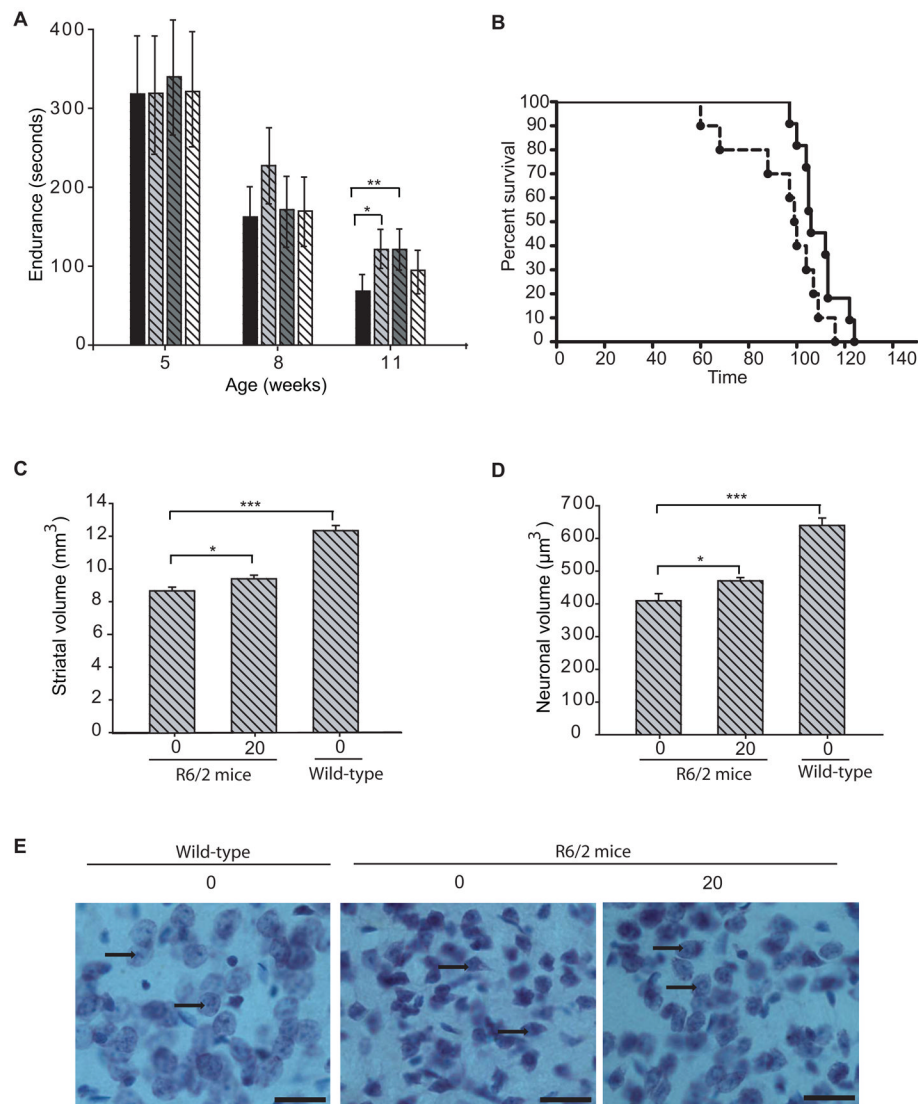 A
Endurance (seconds)
400
300
200
100
0
*
**
5 8 11
Age (weeks)
B
Percent survival
100
90
80
70
60
50
40
30
20
10
0
0 20 40 60 80 100 120 140
Time
C
Striatal volume (mm³)
14
12
10
8
6
4
2
0
***
*
0 20 0
R6/2 mice Wild-type
D
Neuronal volume (µm³)
700
600
500
400
300
200
100
0
***
*
0 20 0
R6/2 mice Wild-type
E
Wild-type R6/2 mice
0 0 20